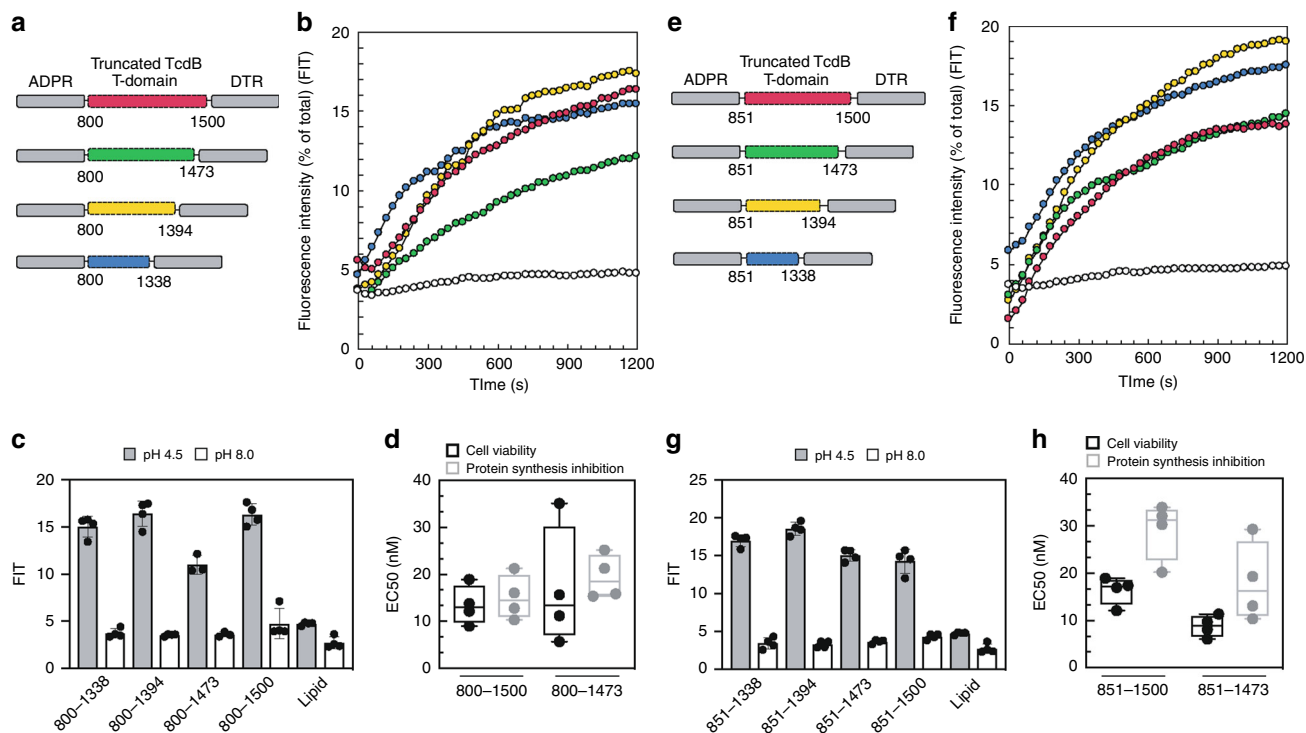 a
Truncated TcdB
ADPR T-domain DTR
800 1500
800 1473
800 1394
800 1338
b
Fluorescence intensity (% of total) (FIT)
20
15
10
5
0
0 300 600 900 1200
TIme (s)
e
Truncated TcdB
ADPR T-domain DTR
851 1500
851 1473
851 1394
851 1338
f
Fluorescence intensity (% of total) (FIT)
20
15
10
5
0
0 300 600 900 1200
TIme (s)
c
pH 4.5 pH 8.0
FIT
20
15
10
5
0
800–1338
800–1394
800–1473
800–1500
Lipid
d
Cell viability
Protein synthesis inhibition
EC50 (nM)
40
30
20
10
0
800–1500 800–1473
g
pH 4.5 pH 8.0
FIT
25
20
15
10
5
0
851–1338
851–1394
851–1473
851–1500
Lipid
h
Cell viability
Protein synthesis inhibition
EC50 (nM)
40
30
20
10
0
851–1500 851–1473